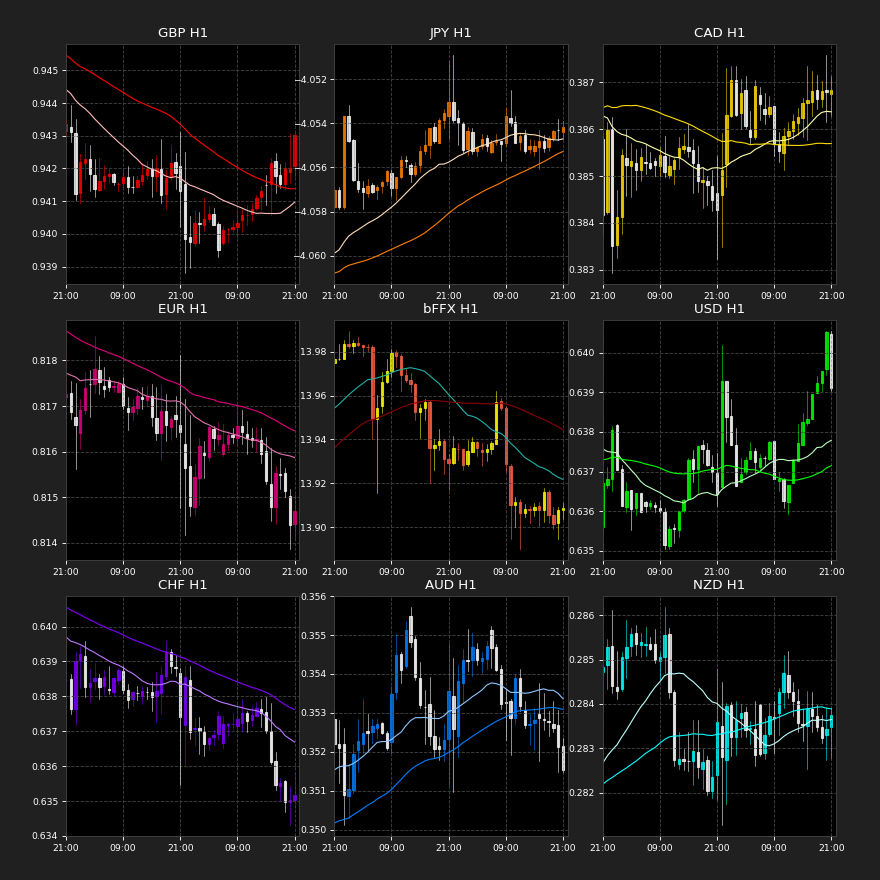 GBP H1
0.945
0.944
0.943
0.942
0.941
0.940
0.939
21:00 09:00 21:00 09:00 21:00
JPY H1
−4.052
−4.054
−4.056
−4.058
−4.060
21:00 09:00 21:00 09:00 21:00
CAD H1
0.387
0.386
0.385
0.384
0.383
21:00 09:00 21:00 09:00 21:00
EUR H1
0.818
0.817
0.816
0.815
0.814
21:00 09:00 21:00 09:00 21:00
bFFX H1
13.98
13.96
13.94
13.92
13.90
21:00 09:00 21:00 09:00 21:00
USD H1
0.640
0.639
0.638
0.637
0.636
0.635
21:00 09:00 21:00 09:00 21:00
CHF H1
0.640
0.639
0.638
0.637
0.636
0.635
0.634
21:00 09:00 21:00 09:00 21:00
AUD H1
0.356
0.355
0.354
0.353
0.352
0.351
0.350
21:00 09:00 21:00 09:00 21:00
NZD H1
0.286
0.285
0.284
0.283
0.282
21:00 09:00 21:00 09:00 21:00